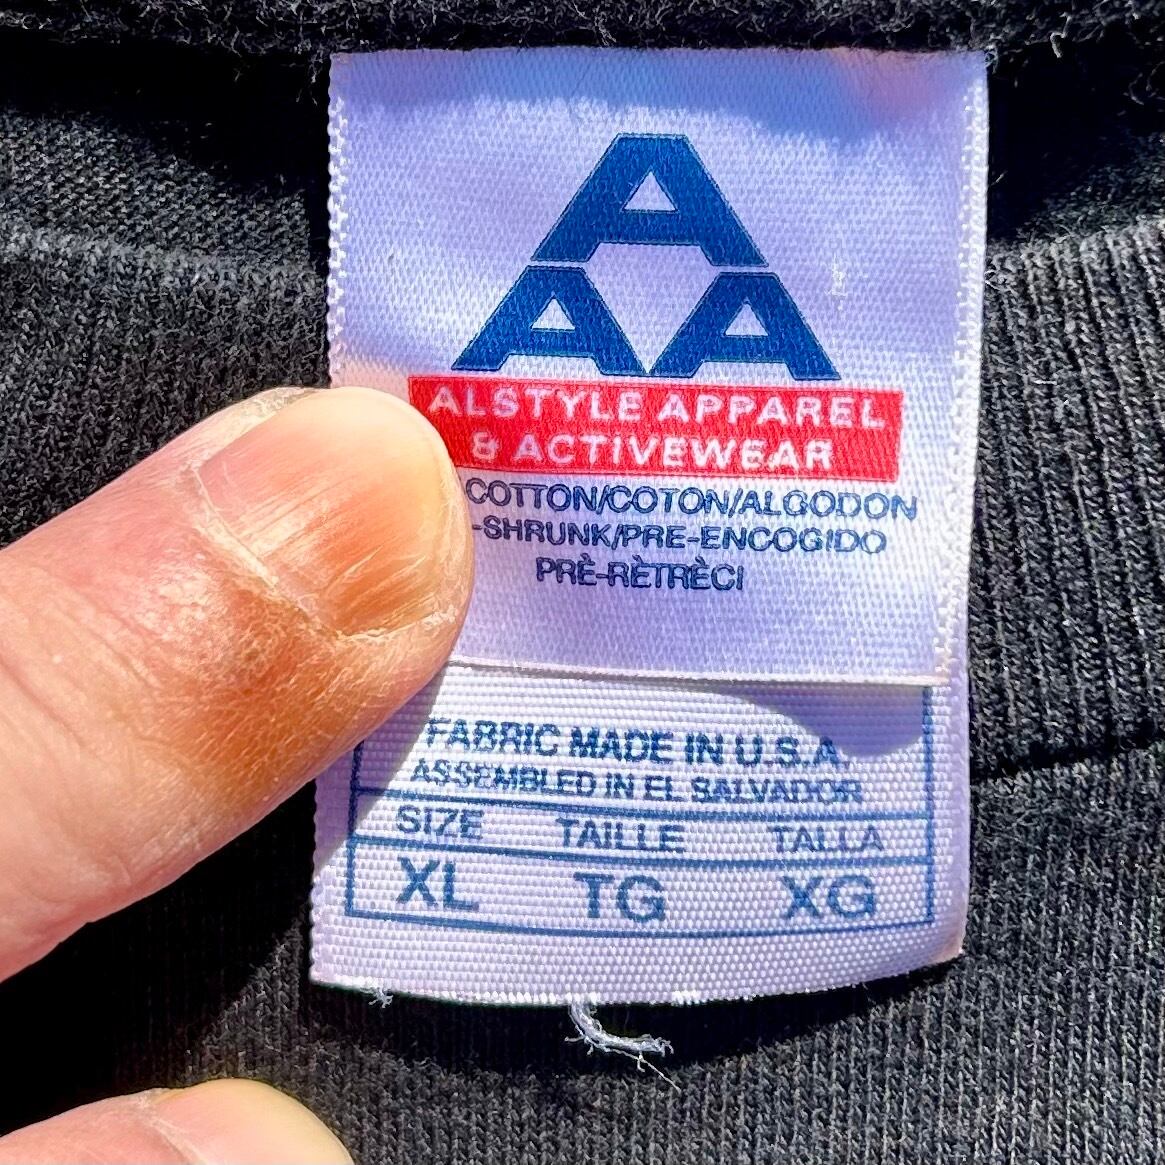 A
AA
ALSTYLE APPAREL
& ACTIVEWEAR
COTTON/COTON/ALGODON
-SHRUNK/PRE-ENCOGIDO
PRÈ-RÈTRÈCI
FABRIC MADE IN U.S.A.
ASSEMBLED IN EL SALVADOR
SIZE TAILLE TALLA
XL TG XG